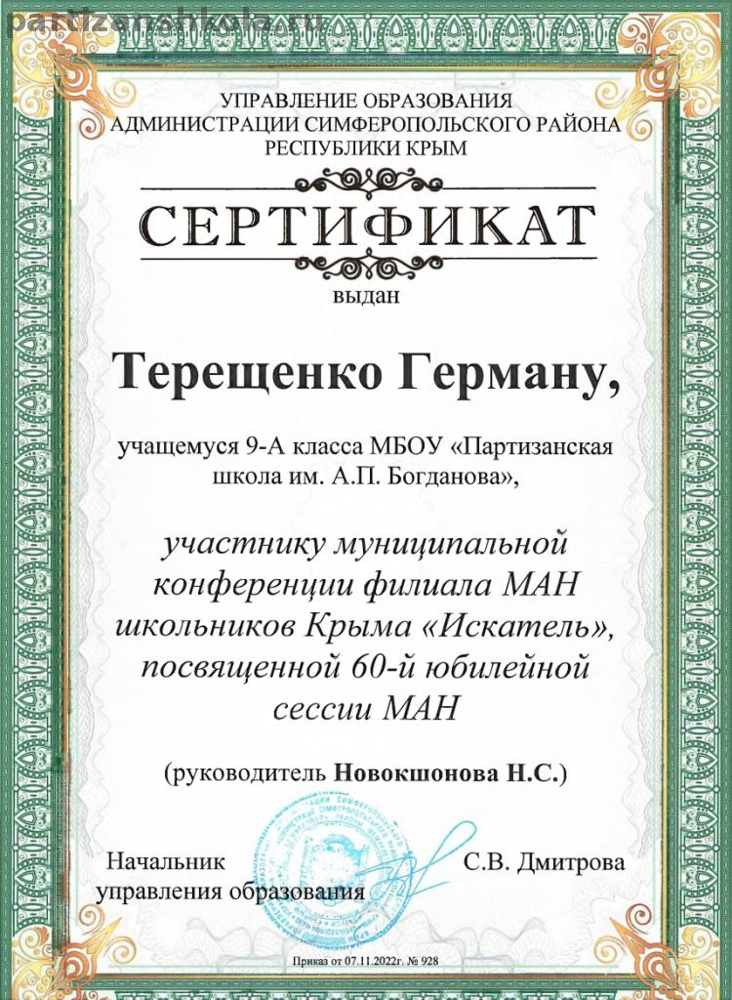 partizanshkola.ru
УПРАВЛЕНИЕ ОБРАЗОВАНИЯ
АДМИНИСТРАЦИИ СИМФЕРОПОЛЬСКОГО РАЙОНА
РЕСПУБЛИКИ КРЫМ
СЕРТИФИКАТ
выдан
Терещенко Герману,
учащемуся 9-А класса МБОУ «Партизанская
школа им. А.П. Богданова»,
участнику муниципальной
конференции филиала МАН
школьников Крыма «Искатель»,
посвященной 60-й юбилейной
сессии МАН
(руководитель Новокшонова Н.С.)
Начальник С.В. Дмитрова
управления образования
Приказ от 07.11.2022г. № 928